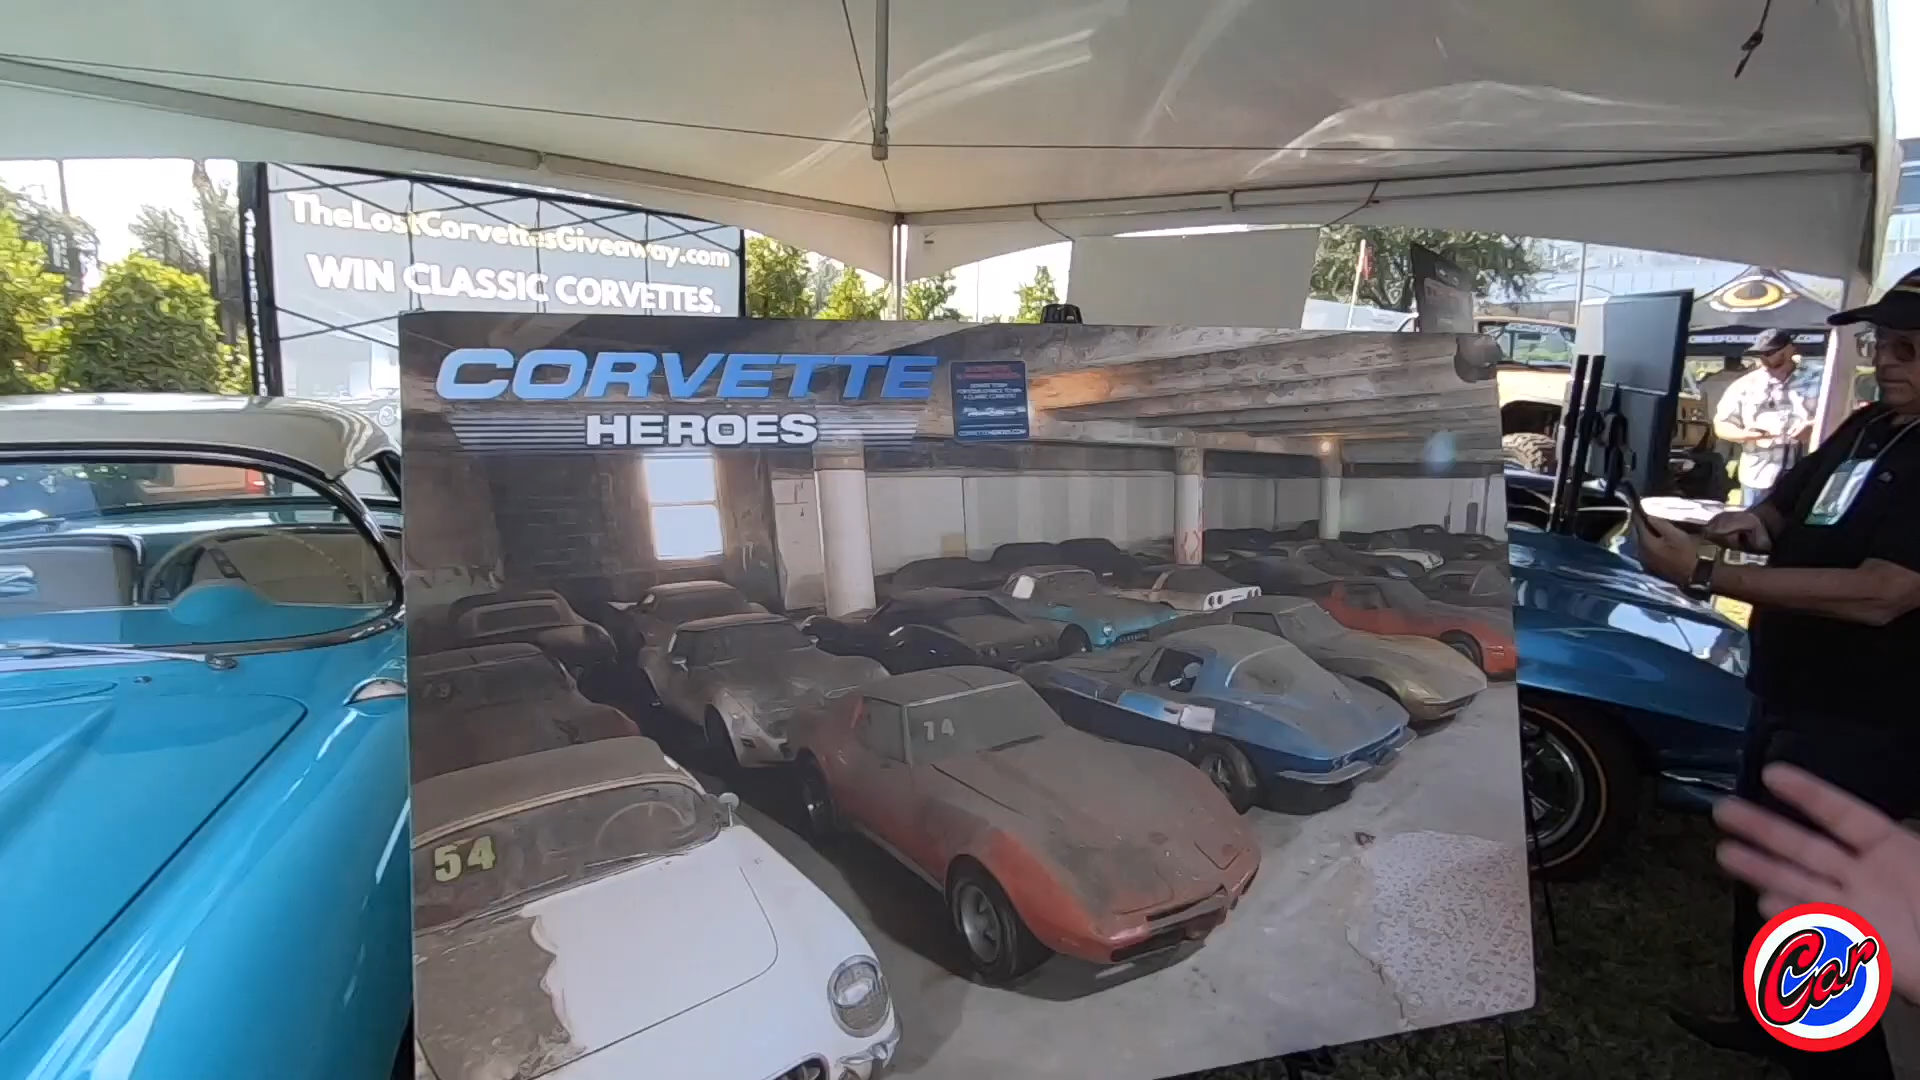 TheLostCorvettesGiveaway.com
WIN CLASSIC CORVETTES.
CORVETTE
HEROES
74
54
Car